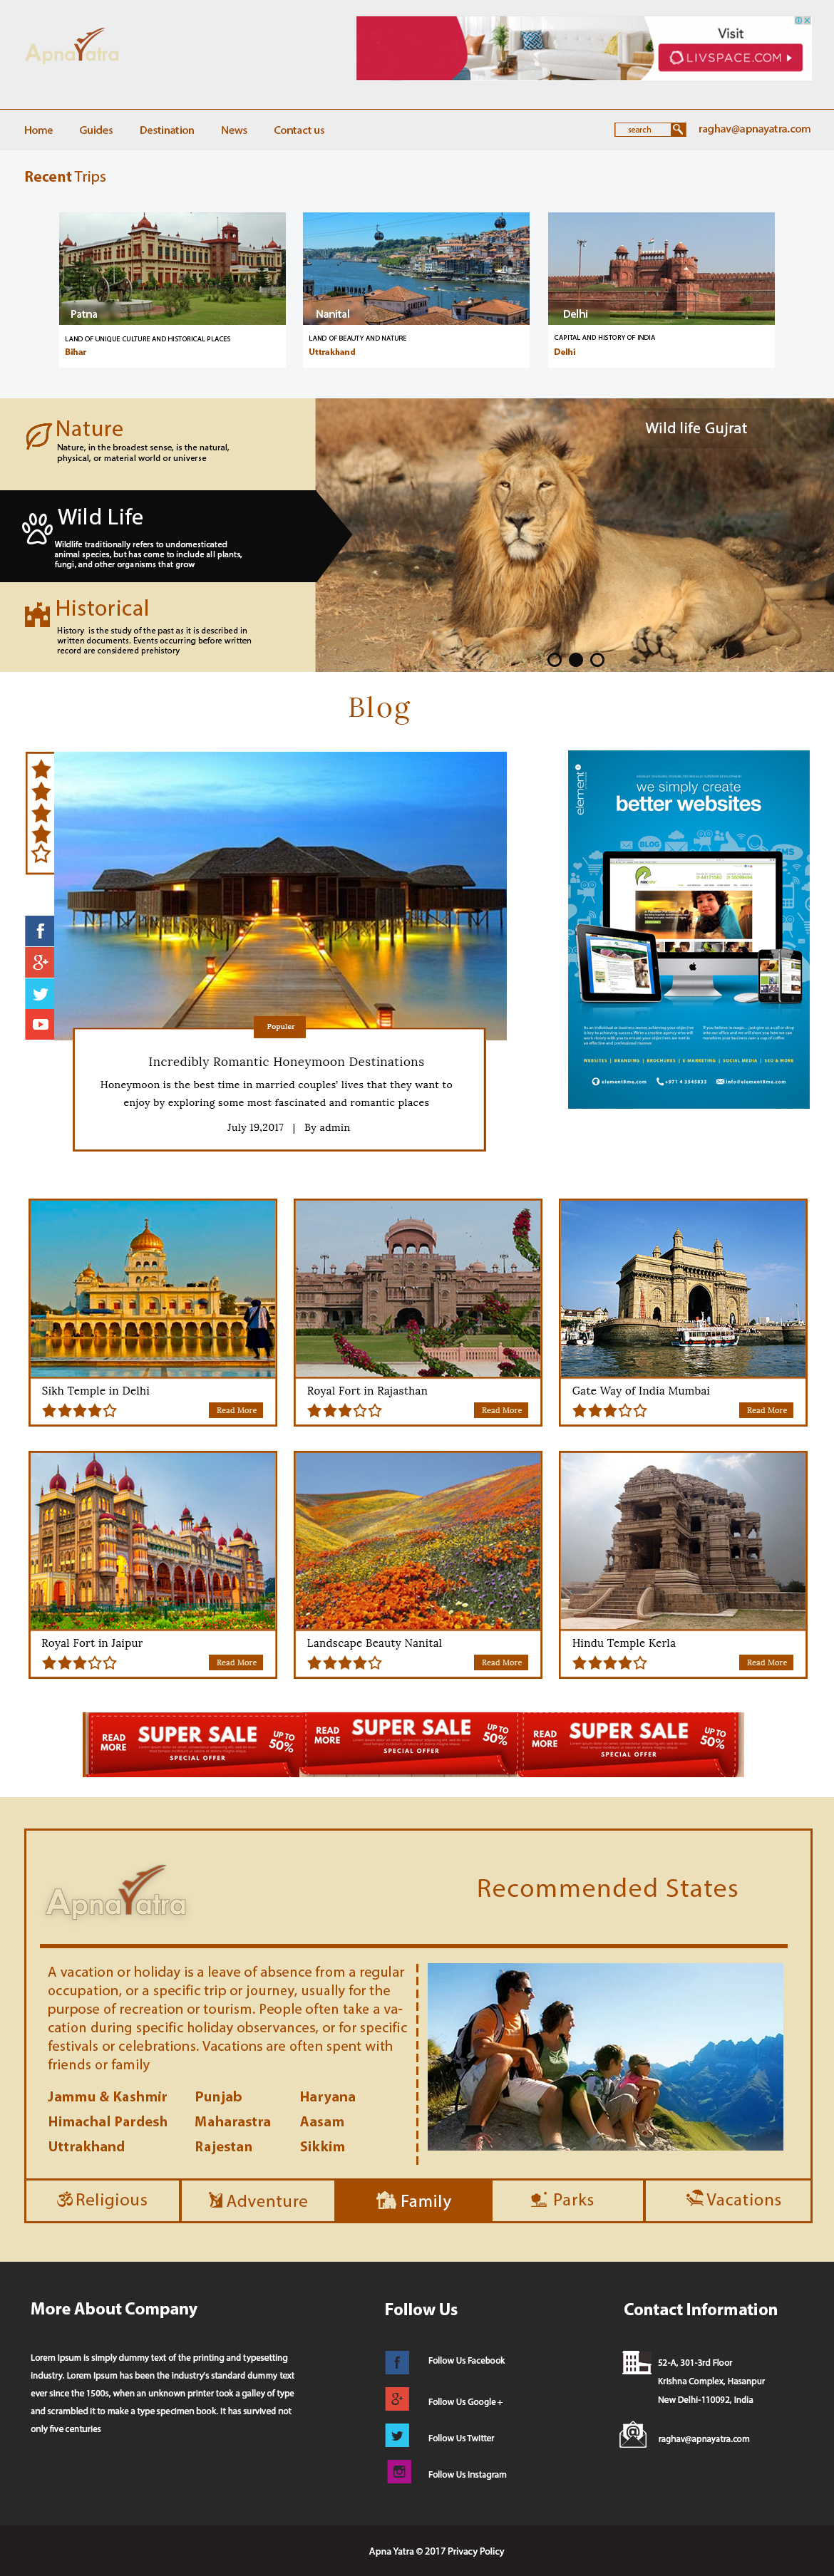 ApnaYatra
Visit
LIVSPACE.COM
Home Guides Destination News Contact us
search
raghav@apnayatra.com
Recent Trips
Patna
LAND OF UNIQUE CULTURE AND HISTORICAL PLACES
Bihar
Nanital
LAND OF BEAUTY AND NATURE
Uttrakhand
Delhi
CAPITAL AND HISTORY OF INDIA
Delhi
Nature
Nature, in the broadest sense, is the natural,
physical, or material world or universe
Wild Life
Wildlife traditionally refers to undomesticated
animal species, but has come to include all plants,
fungi, and other organisms that grow
Historical
History is the study of the past as it is described in
written documents. Events occurring before written
record are considered prehistory
Wild life Gujrat
Blog
Populer
Incredibly Romantic Honeymoon Destinations
Honeymoon is the best time in married couples' lives that they want to
enjoy by exploring some most fascinated and romantic places
July 19,2017 | By admin
element
we simply create
better websites
BLOG
SMS
WEBSITES | BRANDING | BROCHURES | E-MARKETING | SOCIAL MEDIA | SEO & MORE
element8me.com
info@element8me.com
Sikh Temple in Delhi
Read More
Royal Fort in Rajasthan
Read More
Gate Way of India Mumbai
Read More
Royal Fort in Jaipur
Read More
Landscape Beauty Nanital
Read More
Hindu Temple Kerla
Read More
READ MORE SUPER SALE UP TO 50%
SPECIAL OFFER
READ MORE SUPER SALE UP TO 50%
SPECIAL OFFER
READ MORE SUPER SALE UP TO 50%
SPECIAL OFFER
ApnaYatra
Recommended States
A vacation or holiday is a leave of absence from a regular
occupation, or a specific trip or journey, usually for the
purpose of recreation or tourism. People often take a va-
cation during specific holiday observances, or for specific
festivals or celebrations. Vacations are often spent with
friends or family
Jammu & Kashmir Punjab Haryana
Himachal Pardesh Maharastra Aasam
Uttrakhand Rajestan Sikkim
Religious Adventure Family Parks Vacations
More About Company
Lorem Ipsum is simply dummy text of the printing and typesetting
industry. Lorem Ipsum has been the industry's standard dummy text
ever since the 1500s, when an unknown printer took a galley of type
and scrambled it to make a type specimen book. It has survived not
only five centuries
Follow Us
Follow Us Facebook
Follow Us Google +
Follow Us Twitter
Follow Us Instagram
Contact Information
52-A, 301-3rd Floor
Krishna Complex, Hasanpur
New Delhi-110092, India
raghav@apnayatra.com
Apna Yatra © 2017 Privacy Policy